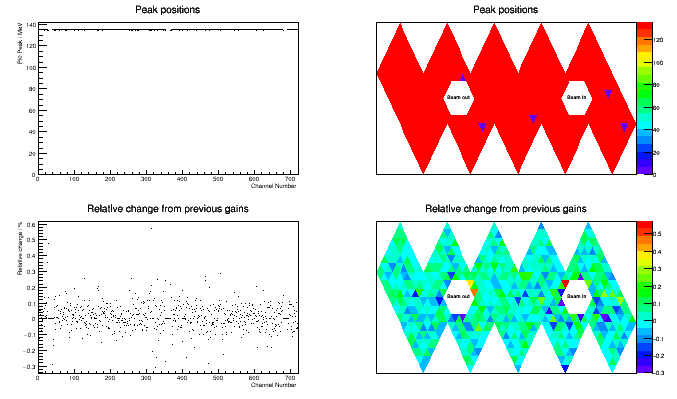 Peak positions
Pi0 Peak / MeV
140
120
100
80
60
40
20
0
0 100 200 300 400 500 600 700
Channel Number
Peak positions
Beam out
Beam in
120
100
80
60
40
20
0
Relative change from previous gains
Relative change / %
0.6
0.5
0.4
0.3
0.2
0.1
0
-0.1
-0.2
-0.3
0 100 200 300 400 500 600 700
Channel Number
Relative change from previous gains
Beam out
Beam in
0.5
0.4
0.3
0.2
0.1
0
-0.1
-0.2
-0.3